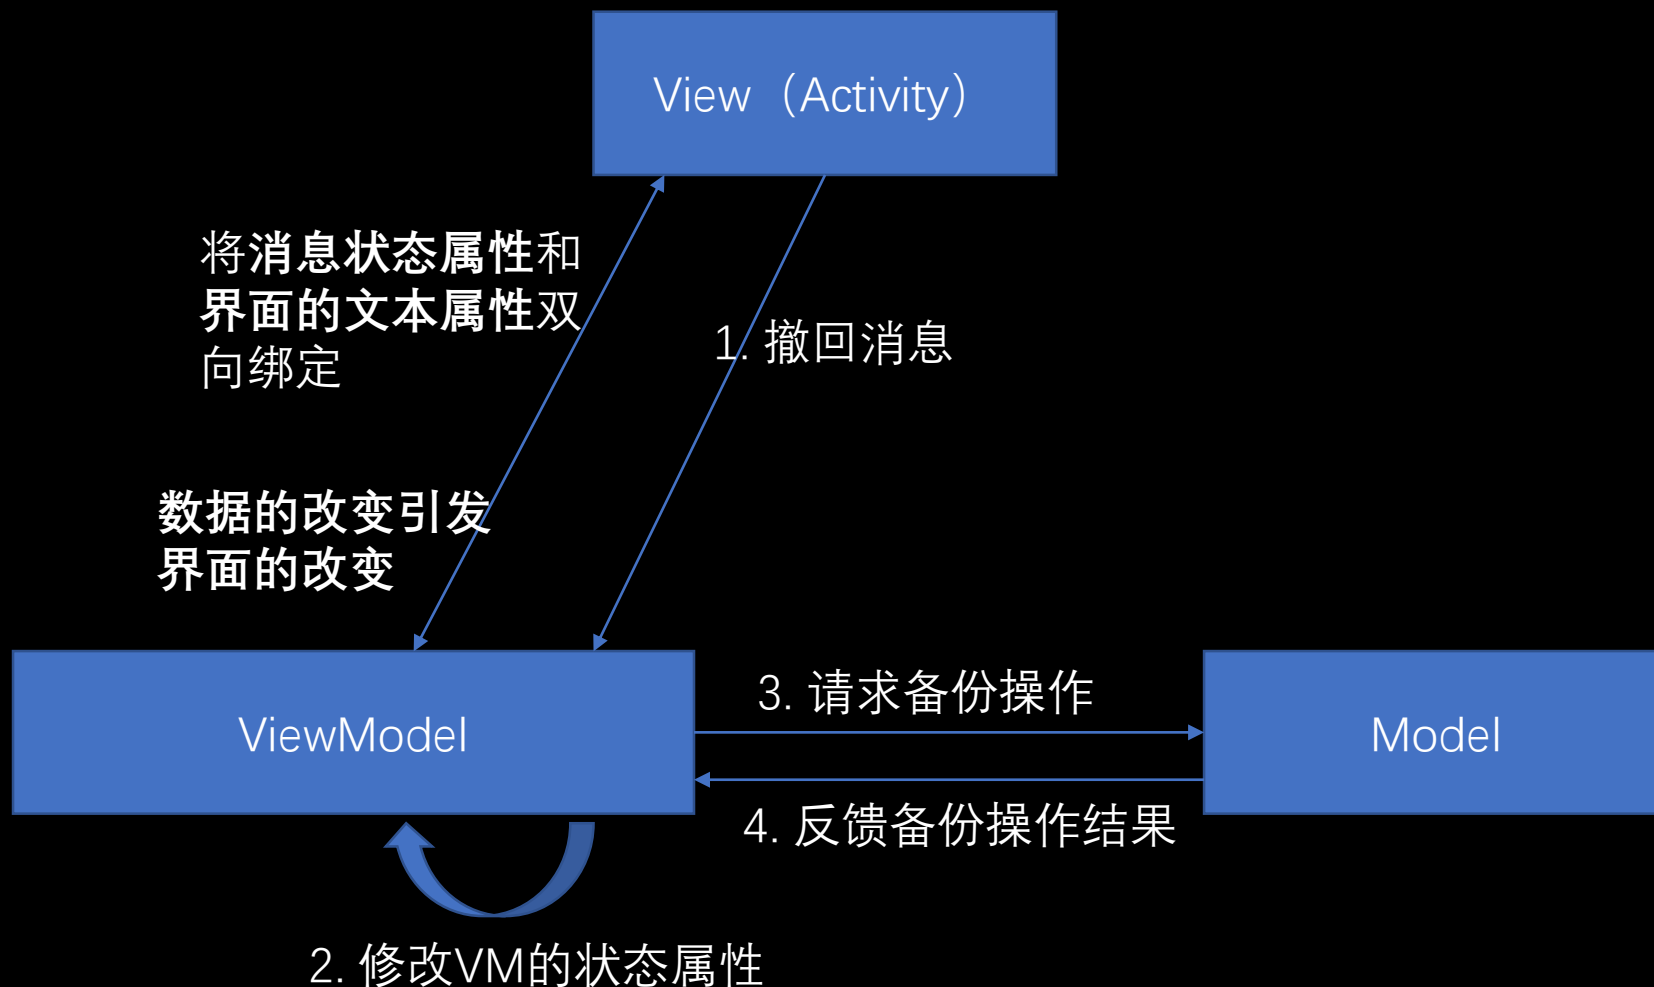 View（Activity）
将消息状态属性和
界面的文本属性双
向绑定
1. 撤回消息
数据的改变引发
界面的改变
ViewModel
3. 请求备份操作
4. 反馈备份操作结果
Model
2. 修改VM的状态属性